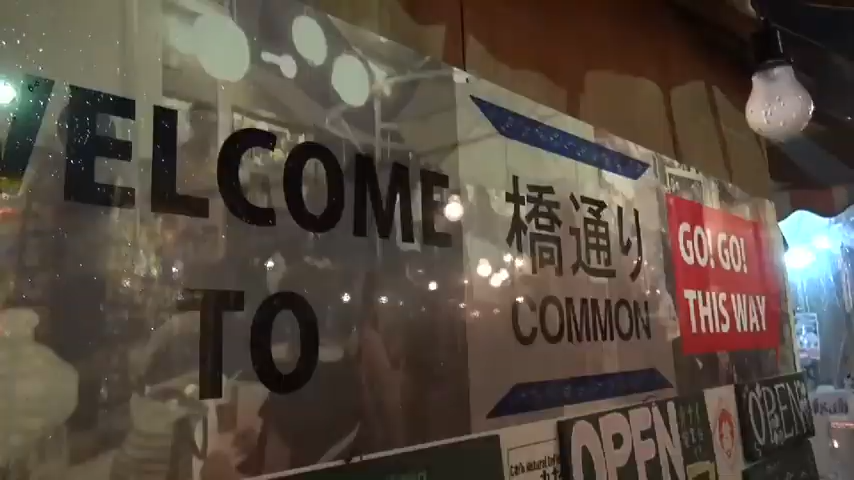 WELCOME
TO
橋通り
COMMON
GO! GO!
THIS WAY
OPEN
OPEN